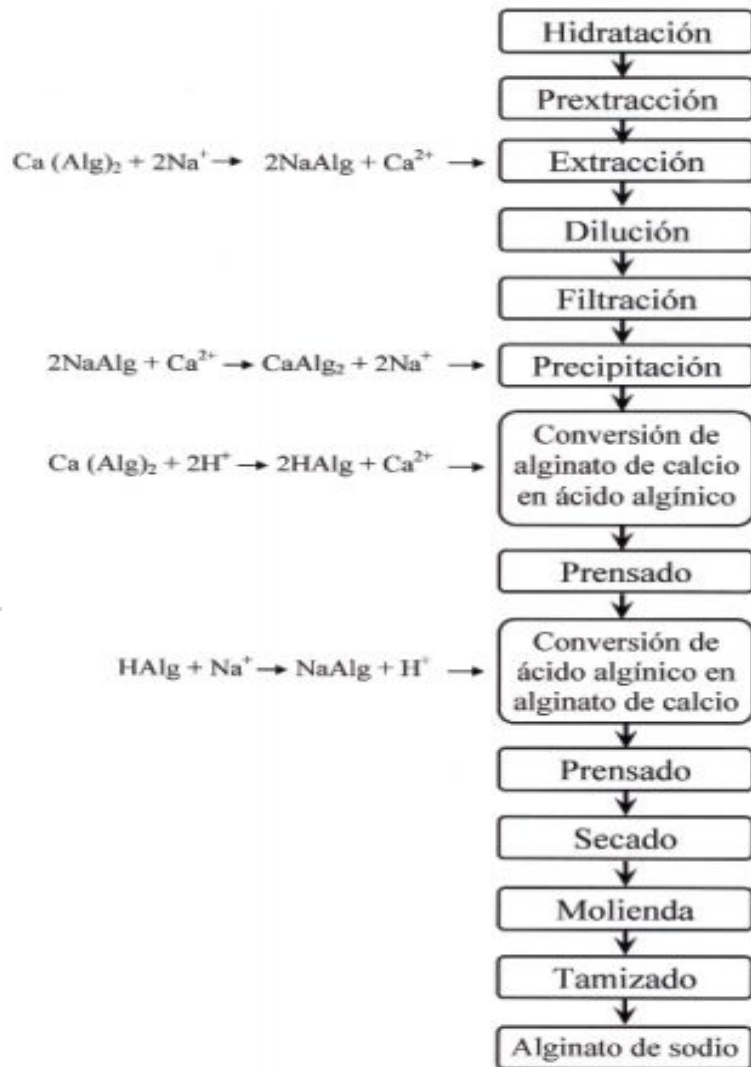 Hidratación
Prextracción
Ca (Alg)₂ + 2Na⁺ → 2NaAlg + Ca²⁺ →
Extracción
Dilución
Filtración
2NaAlg + Ca²⁺ → CaAlg₂ + 2Na⁺ →
Precipitación
Ca (Alg)₂ + 2H⁺ → 2HAlg + Ca²⁺ →
Conversión de
alginato de calcio
en ácido algínico
Prensado
HAlg + Na⁺ → NaAlg + H⁺ →
Conversión de
ácido algínico en
alginato de calcio
Prensado
Secado
Molienda
Tamizado
Alginato de sodio